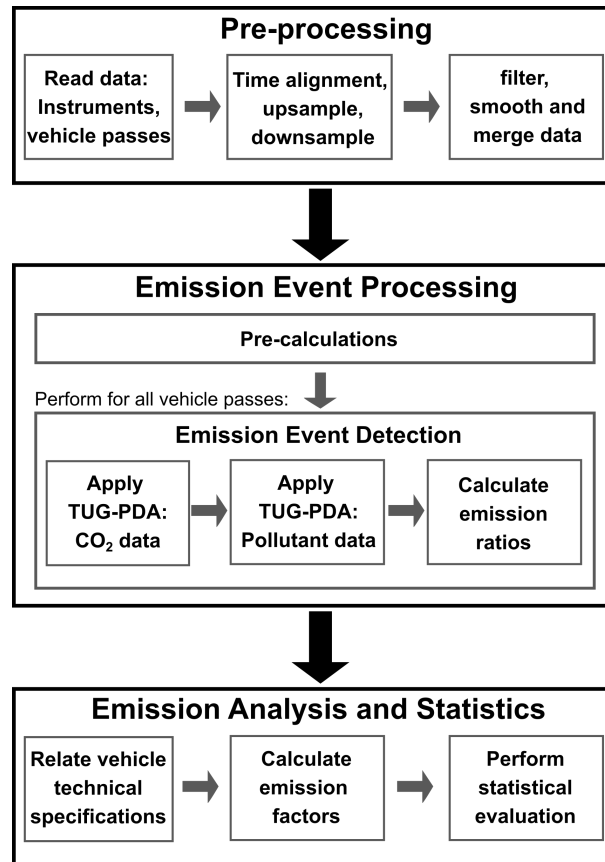 Pre-processing
Read data:
Instruments,
vehicle passes
Time alignment,
upsample,
downsample
filter,
smooth and
merge data
Emission Event Processing
Pre-calculations
Perform for all vehicle passes:
Emission Event Detection
Apply
TUG-PDA:
CO₂ data
Apply
TUG-PDA:
Pollutant data
Calculate
emission
ratios
Emission Analysis and Statistics
Relate vehicle
technical
specifications
Calculate
emission
factors
Perform
statistical
evaluation